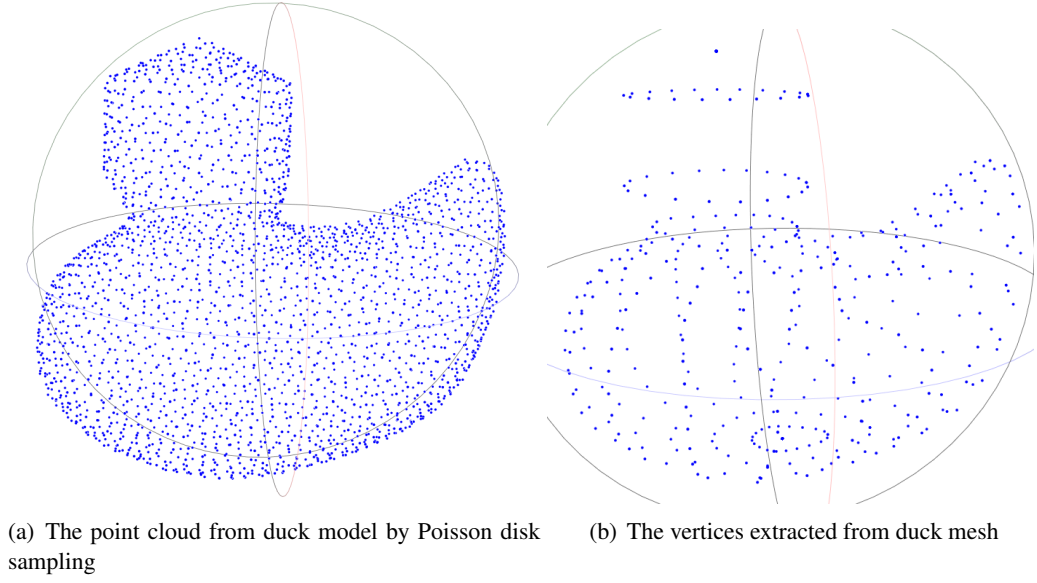 (a) The point cloud from duck model by Poisson disk
sampling
(b) The vertices extracted from duck mesh